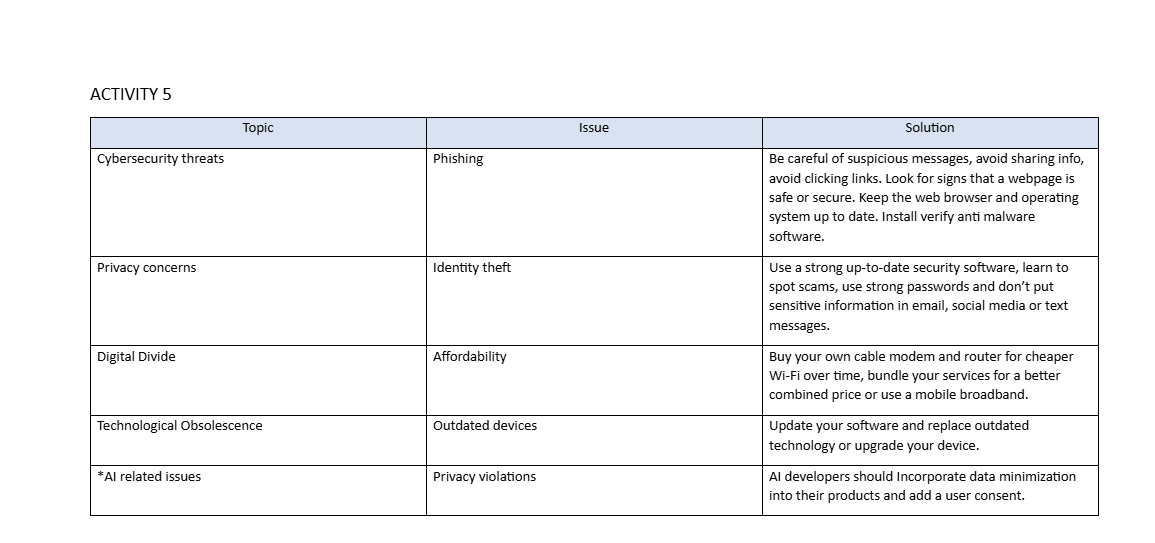 ACTIVITY 5
Topic Issue Solution
Cybersecurity threats Phishing Be careful of suspicious messages, avoid sharing info,
avoid clicking links. Look for signs that a webpage is
safe or secure. Keep the web browser and operating
system up to date. Install verify anti malware
software.
Privacy concerns Identity theft Use a strong up-to-date security software, learn to
spot scams, use strong passwords and don’t put
sensitive information in email, social media or text
messages.
Digital Divide Affordability Buy your own cable modem and router for cheaper
Wi-Fi over time, bundle your services for a better
combined price or use a mobile broadband.
Technological Obsolescence Outdated devices Update your software and replace outdated
technology or upgrade your device.
*AI related issues Privacy violations AI developers should Incorporate data minimization
into their products and add a user consent.